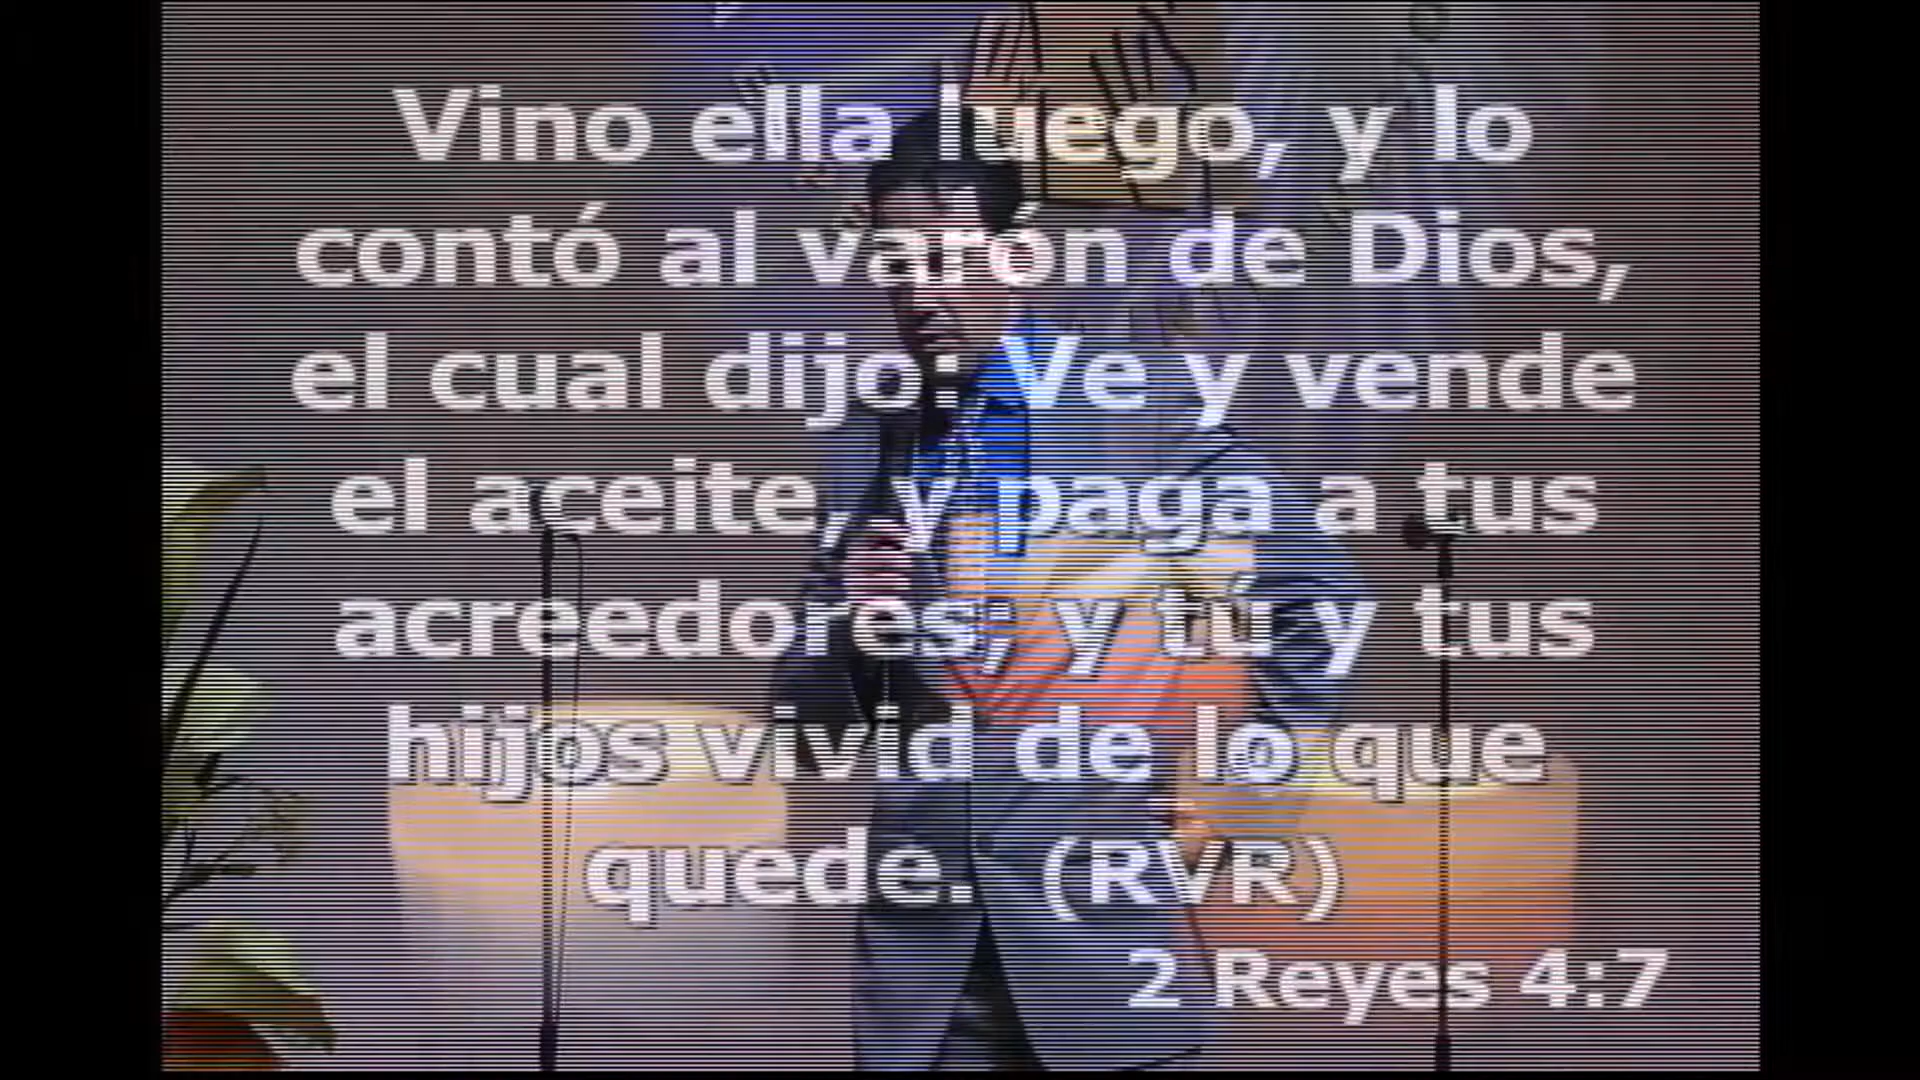 Vino ella luego, y lo
contó al varón de Dios,
el cual dijo: Ve y vende
el aceite, y paga a tus
acreedores; y tú y tus
hijos vivid de lo que
quede. (RVR)
2 Reyes 4:7